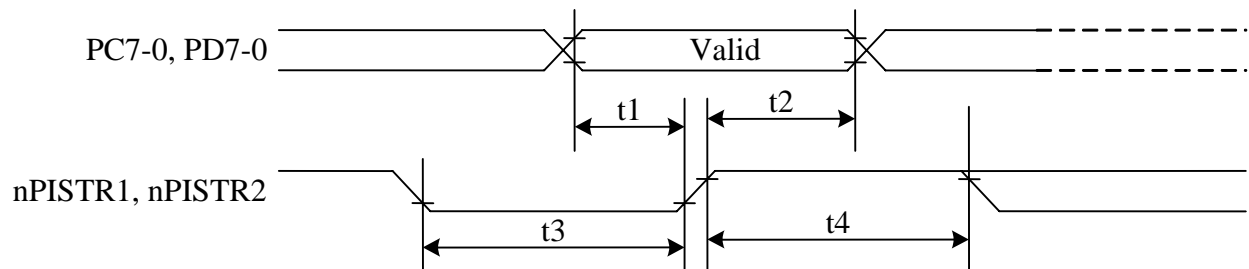 PC7-0, PD7-0
Valid
t1
t2
nPISTR1, nPISTR2
t3
t4